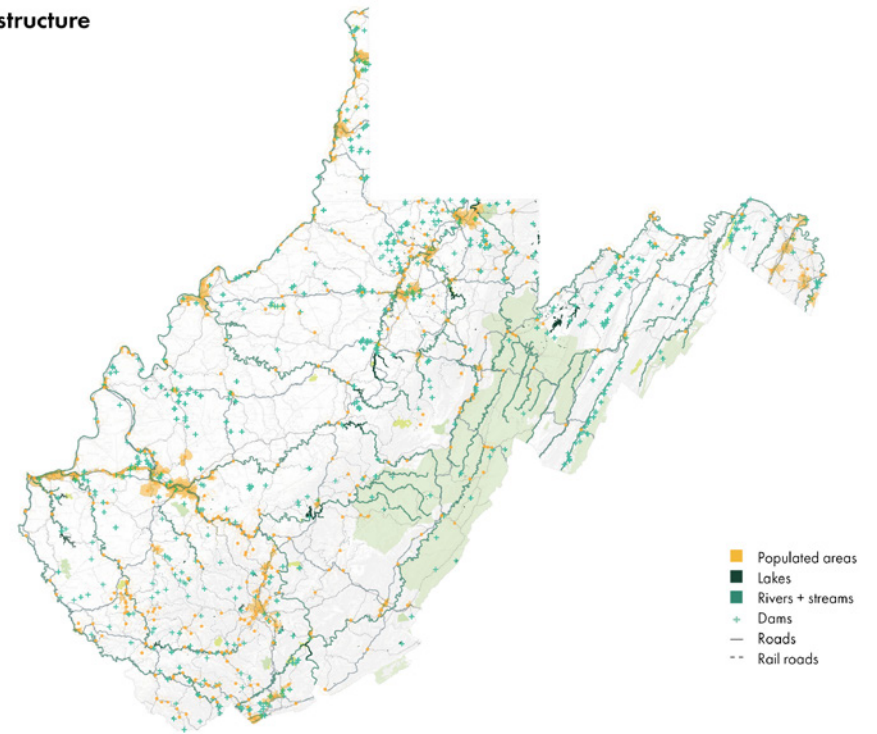 structure
Populated areas
Lakes
Rivers + streams
Dams
Roads
Rail roads